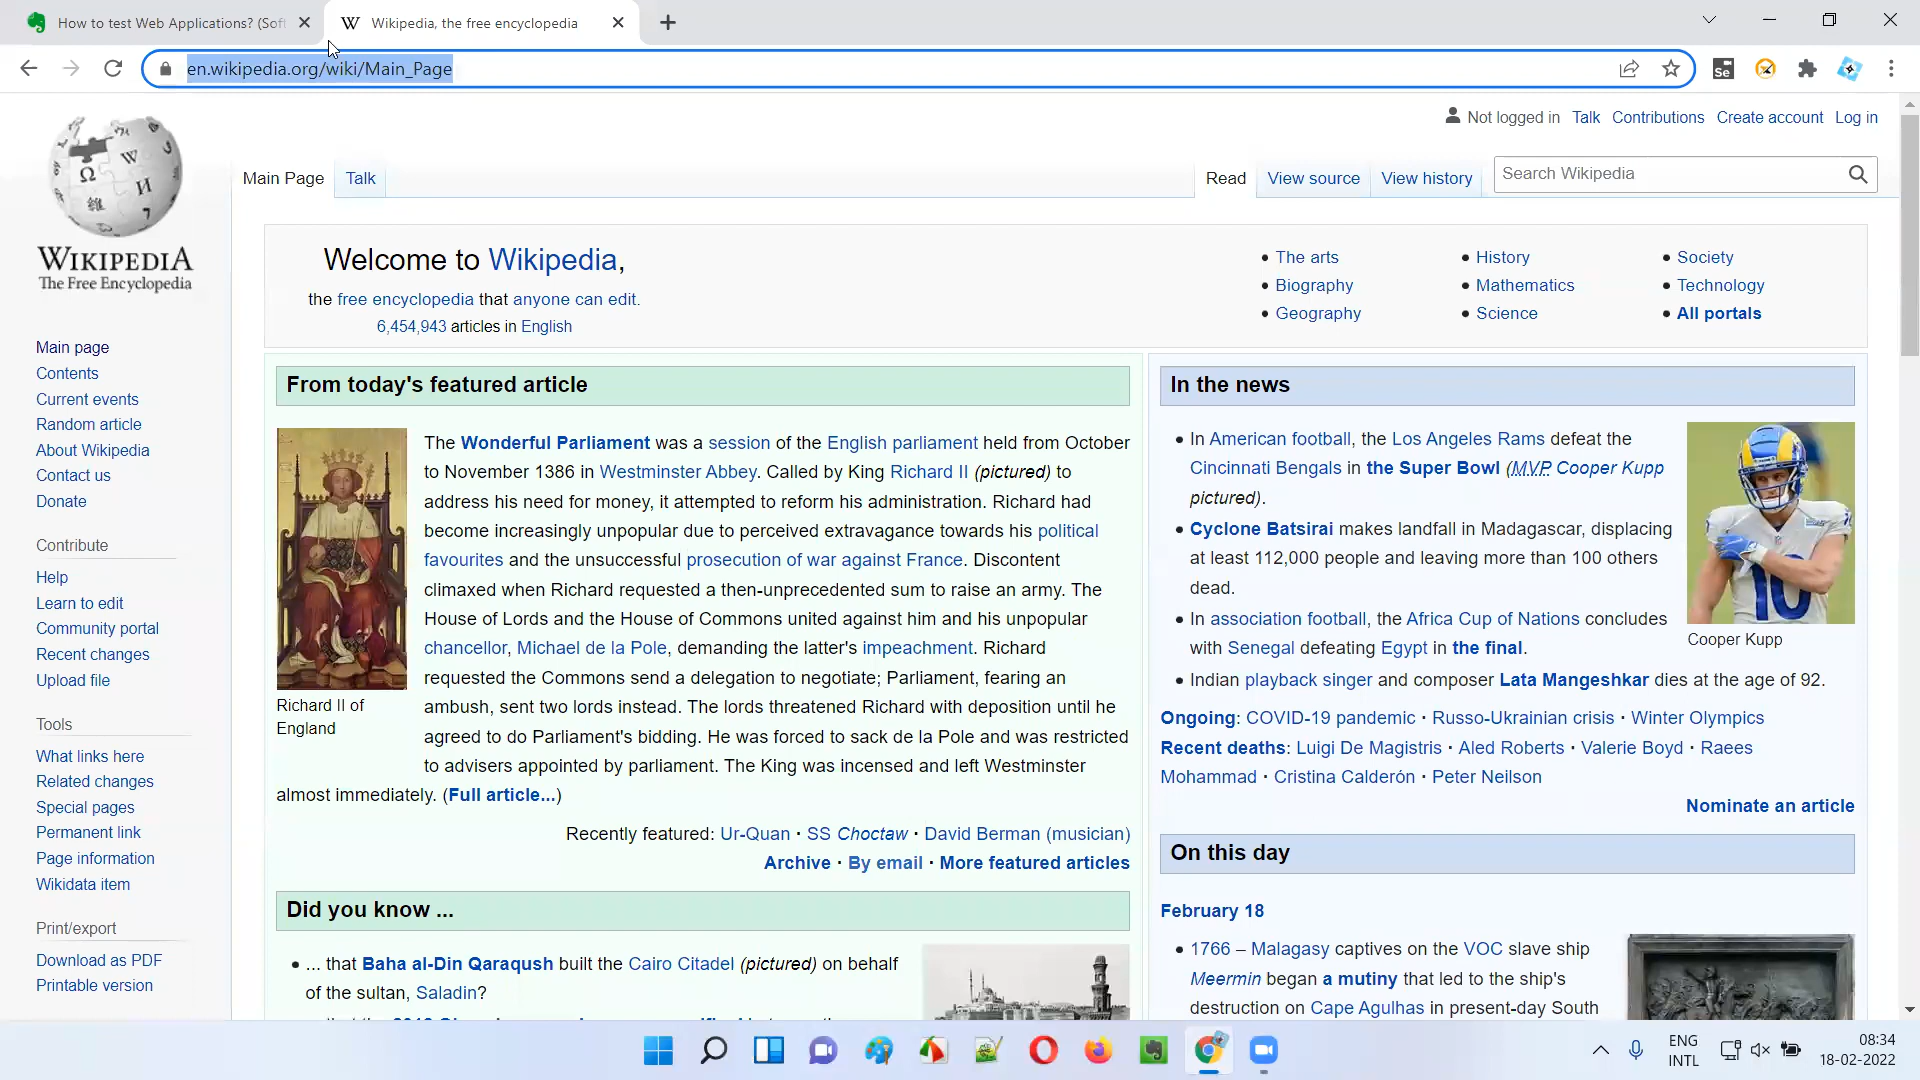 How to test Web Applications? (Sof
Wikipedia, the free encyclopedia
en.wikipedia.org/wiki/Main_Page
Se
Not logged in Talk Contributions Create account Log in
Main Page Talk
Read View source View history
Search Wikipedia
WIKIPEDIA
The Free Encyclopedia
Main page
Contents
Current events
Random article
About Wikipedia
Contact us
Donate
Contribute
Help
Learn to edit
Community portal
Recent changes
Upload file
Tools
What links here
Related changes
Special pages
Permanent link
Page information
Wikidata item
Print/export
Download as PDF
Printable version
Welcome to Wikipedia,
the free encyclopedia that anyone can edit.
6,454,943 articles in English
• The arts
• Biography
• Geography
• History
• Mathematics
• Science
• Society
• Technology
• All portals
From today's featured article
The Wonderful Parliament was a session of the English parliament held from October
to November 1386 in Westminster Abbey. Called by King Richard II (pictured) to
address his need for money, it attempted to reform his administration. Richard had
become increasingly unpopular due to perceived extravagance towards his political
favourites and the unsuccessful prosecution of war against France. Discontent
climaxed when Richard requested a then-unprecedented sum to raise an army. The
House of Lords and the House of Commons united against him and his unpopular
chancellor, Michael de la Pole, demanding the latter's impeachment. Richard
requested the Commons send a delegation to negotiate; Parliament, fearing an
ambush, sent two lords instead. The lords threatened Richard with deposition until he
agreed to do Parliament's bidding. He was forced to sack de la Pole and was restricted
to advisers appointed by parliament. The King was incensed and left Westminster
almost immediately. (Full article...)
Richard II of
England
Recently featured: Ur-Quan · SS Choctaw · David Berman (musician)
Archive · By email · More featured articles
Did you know ...
• ... that Baha al-Din Qaraqush built the Cairo Citadel (pictured) on behalf
of the sultan, Saladin?
In the news
• In American football, the Los Angeles Rams defeat the
Cincinnati Bengals in the Super Bowl (MVP Cooper Kupp
pictured).
• Cyclone Batsirai makes landfall in Madagascar, displacing
at least 112,000 people and leaving more than 100 others
dead.
• In association football, the Africa Cup of Nations concludes
with Senegal defeating Egypt in the final.
• Indian playback singer and composer Lata Mangeshkar dies at the age of 92.
10
Cooper Kupp
Ongoing: COVID-19 pandemic · Russo-Ukrainian crisis · Winter Olympics
Recent deaths: Luigi De Magistris · Aled Roberts · Valerie Boyd · Raees
Mohammad · Cristina Calderón · Peter Neilson
Nominate an article
On this day
February 18
• 1766 – Malagasy captives on the VOC slave ship
Meermin began a mutiny that led to the ship's
destruction on Cape Agulhas in present-day South
ENG
INTL
08:34
18-02-2022